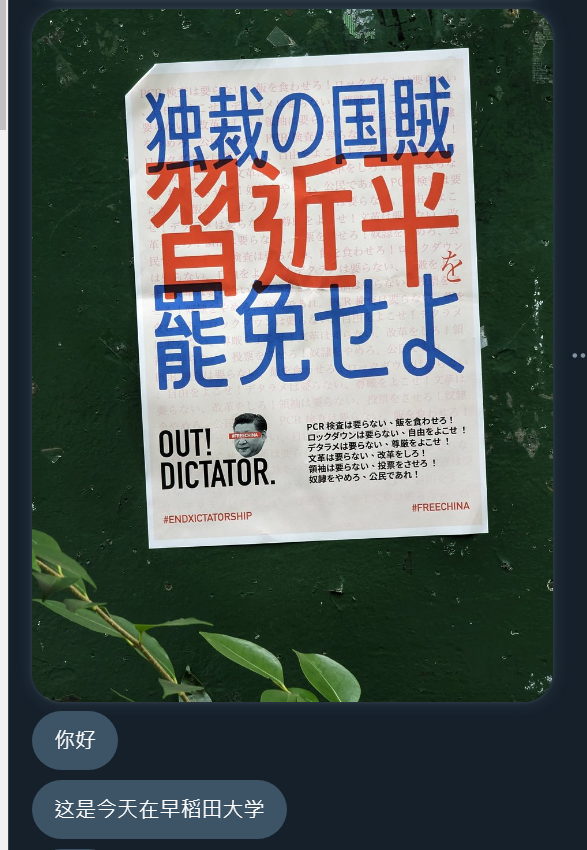 独裁の国賊
習近平を
罷免せよ
OUT!
DICTATOR.
#FREECHINA
PCR 検査は要らない、飯を食わせろ！
ロックダウンは要らない、自由をよこせ！
デタラメは要らない、尊厳をよこせ！
文革は要らない、改革をしろ！
領袖は要らない、投票をさせろ！
奴隷をやめろ、公民であれ！
#ENDXICTATORSHIP
#FREECHINA
你好
这是今天在早稻田大学